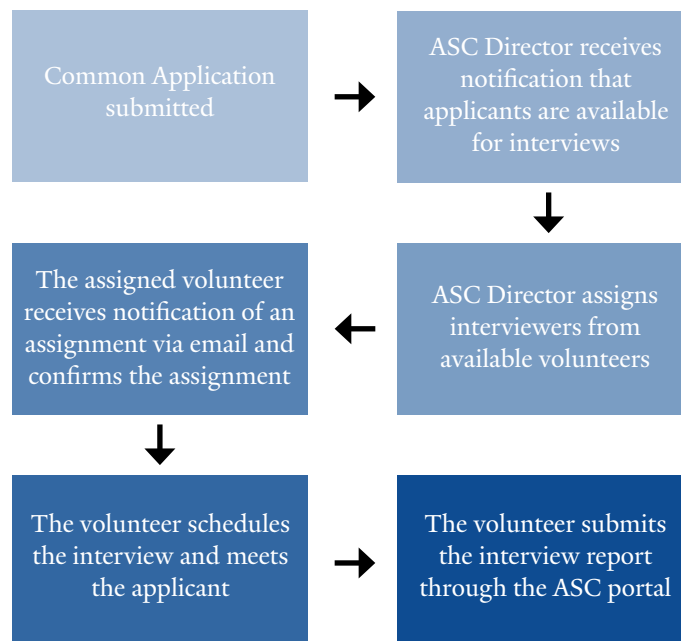 Common Application
submitted
ASC Director receives
notification that
applicants are available
for interviews
ASC Director assigns
interviewers from
available volunteers
The assigned volunteer
receives notification of an
assignment via email and
confirms the assignment
The volunteer schedules
the interview and meets
the applicant
The volunteer submits
the interview report
through the ASC portal